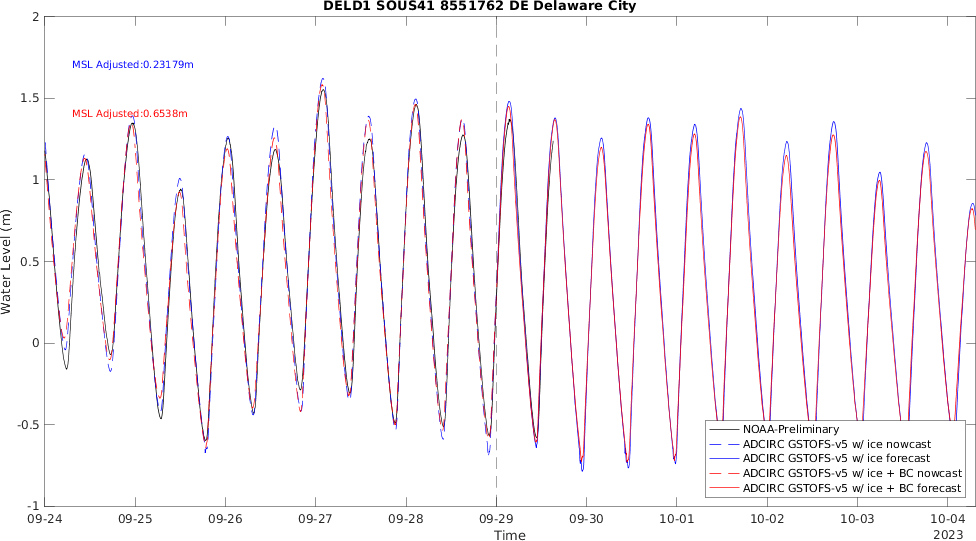 DELD1 SOUS41 8551762 DE Delaware City
2
1.5
1
0.5
0
-0.5
-1
Water Level (m)
MSL Adjusted:0.23179m
MSL Adjusted:0.6538m
NOAA-Preliminary
ADCIRC GSTOFS-v5 w/ ice nowcast
ADCIRC GSTOFS-v5 w/ ice forecast
ADCIRC GSTOFS-v5 w/ ice + BC nowcast
ADCIRC GSTOFS-v5 w/ ice + BC forecast
09-24 09-25 09-26 09-27 09-28 09-29 09-30 10-01 10-02 10-03 10-04
Time 2023